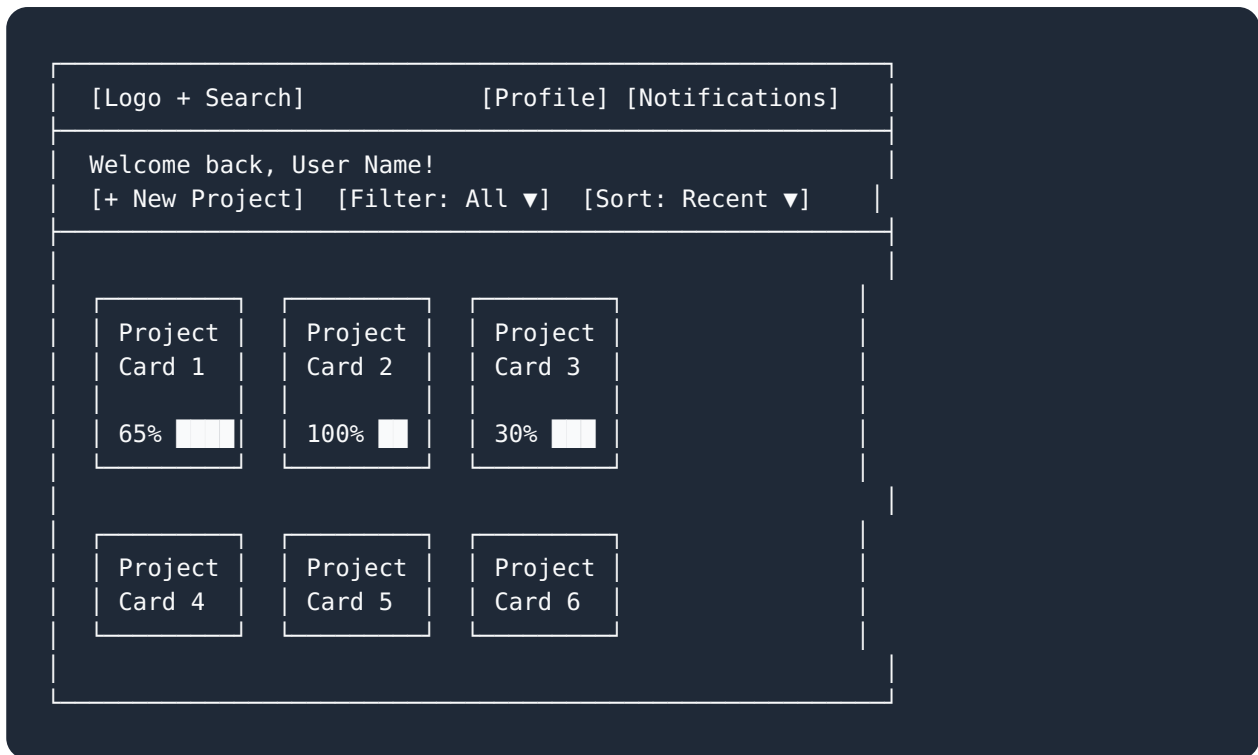 [Logo + Search] [Profile] [Notifications]
Welcome back, User Name!
[+ New Project] [Filter: All ▼] [Sort: Recent ▼]
Project Project Project
Card 1 Card 2 Card 3
65% ████ 100% ██ 30% ███
Project Project Project
Card 4 Card 5 Card 6